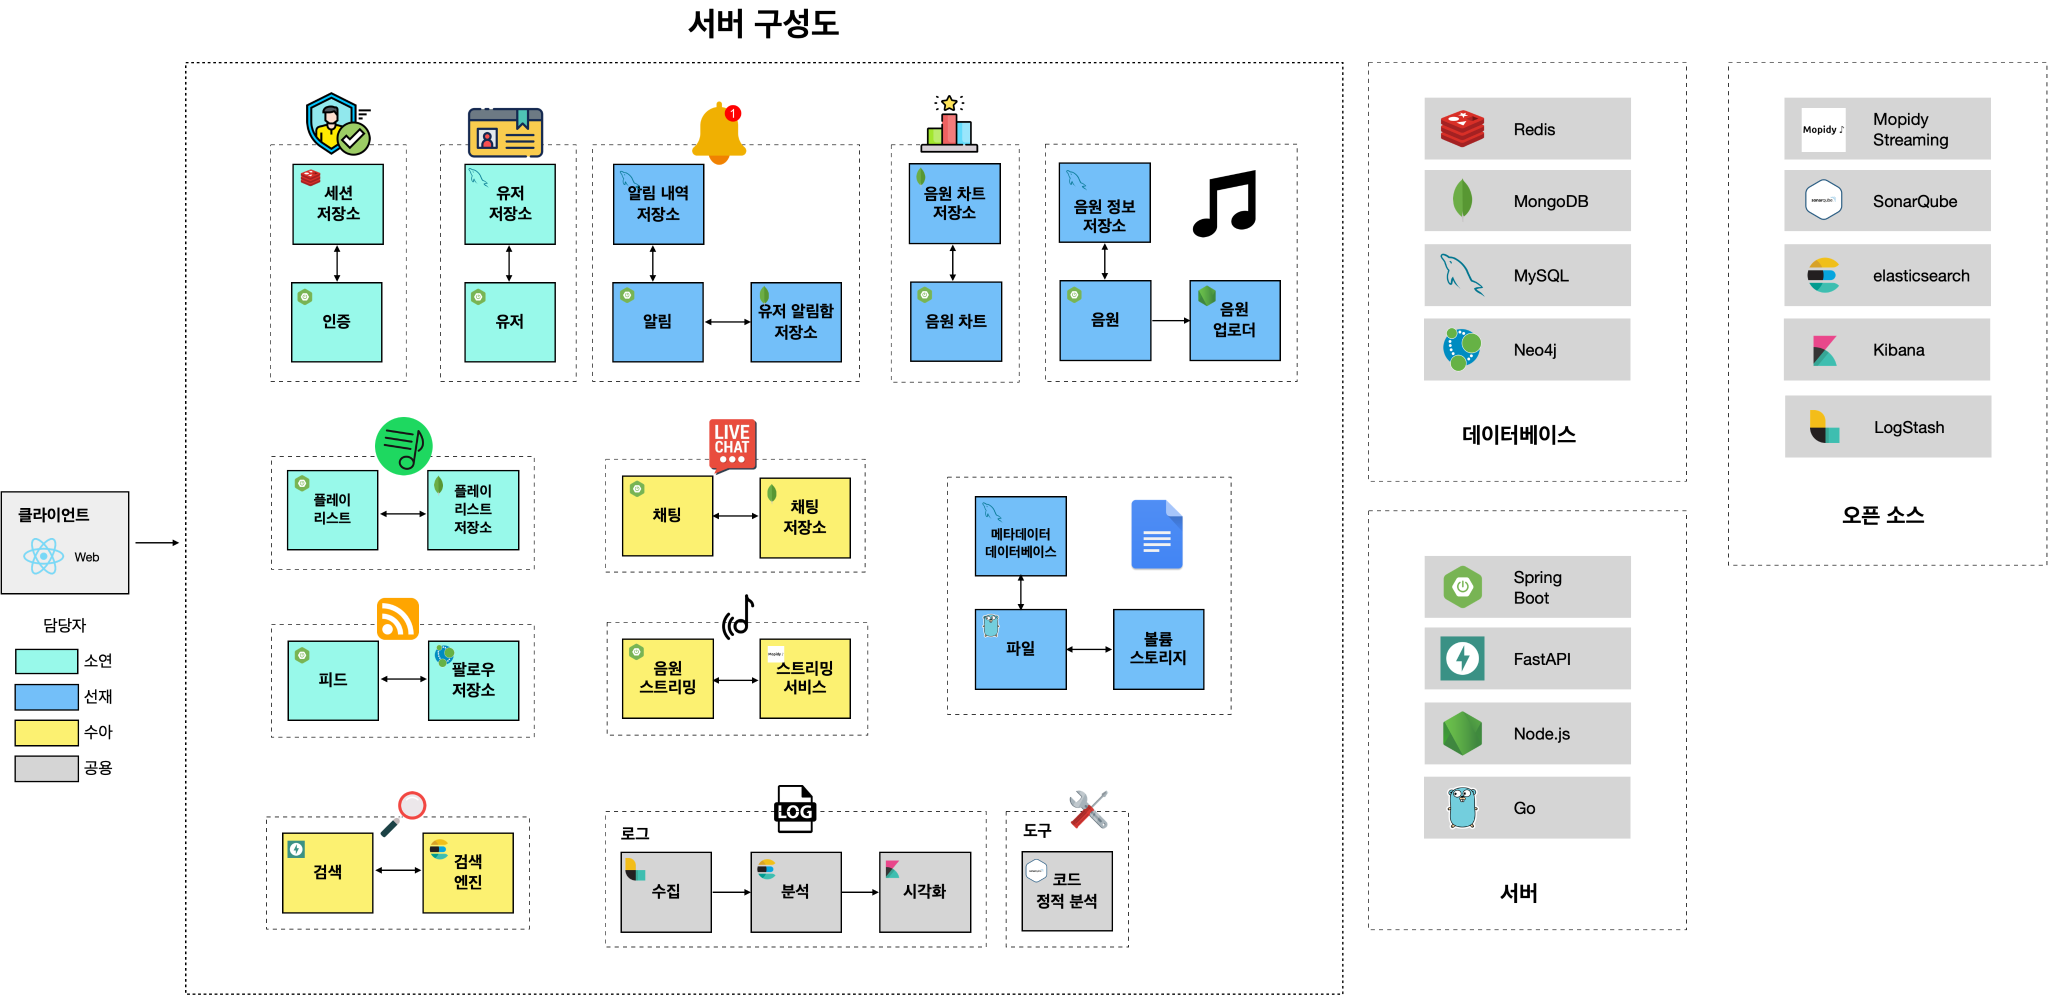 서버 구성도
1
세션
저장소
인증
유저
저장소
유저
알림 내역
저장소
알림
유저 알림함
저장소
음원 차트
저장소
음원 차트
음원 정보
저장소
음원
음원
업로더
플레이
리스트
플레이
리스트
저장소
LIVE
CHAT
채팅
채팅
저장소
메타데이터
데이터베이스
파일
볼륨
스토리지
클라이언트
Web
담당자
소연
선재
수아
공용
피드
팔로우
저장소
음원
스트리밍
Mopidy
스트리밍
서비스
검색
검색
엔진
LOG
로그
수집
분석
시각화
도구
코드
정적 분석
Redis
MongoDB
MySQL
Neo4j
데이터베이스
Spring
Boot
FastAPI
Node.js
Go
서버
Mopidy ♪
Mopidy
Streaming
sonarqube
SonarQube
elasticsearch
Kibana
LogStash
오픈 소스